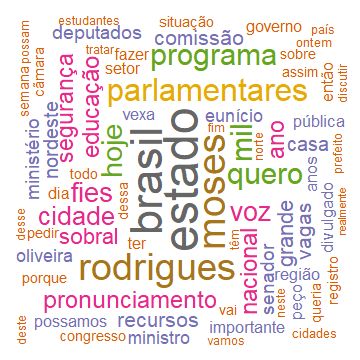 estudantes
situação
deputados
governo
país
ontem
comissão
tratar
fazer
sobre
possam
câmara
semana
programa
setor
assim
então
discutir
segurança
educação
parlamentares
nordeste
ministério
vexa
eunício
pública
hoje
brasil
estado
moses
fim
mil
norte
ano
casa
prefeito
todo
dia
fies
dessa
quero
anos
realmente
cidade
voz
desse
pedir
sobral
ter
têm
nacional
senador
grande
vagas
divulgado
oliveira
rodrigues
região
porque
neste
peço
queria
registro
pronunciamento
deste
possamos
recursos
vai
importante
congresso
ministro
vamos
cidades